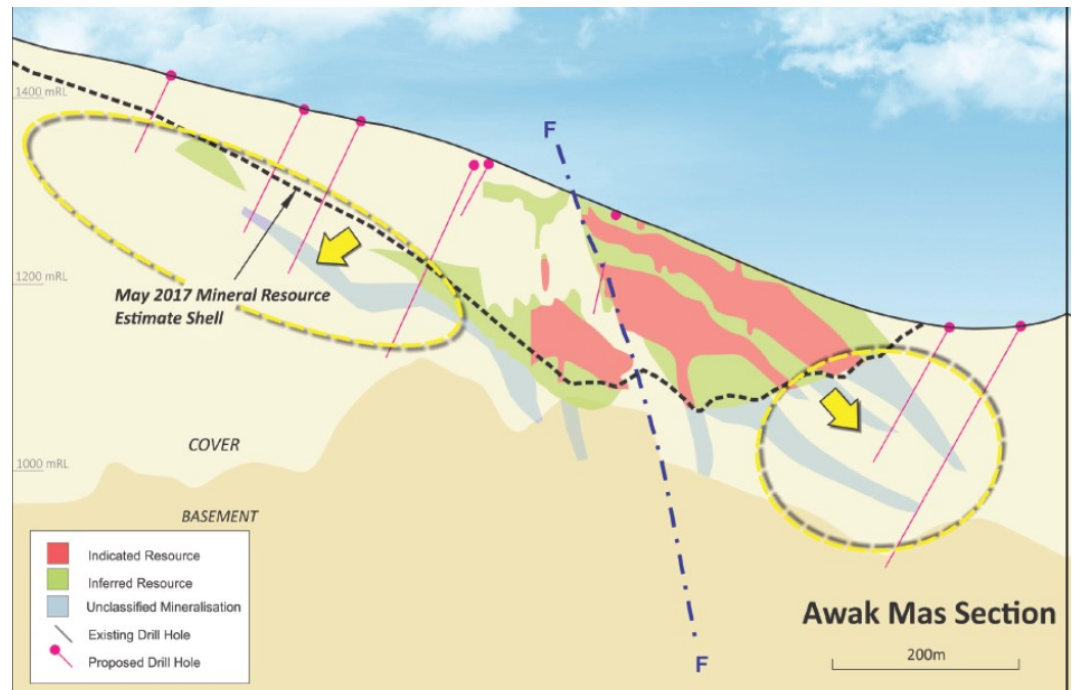 F
1400 mRL
1200 mRL
May 2017 Mineral Resource
Estimate Shell
COVER
1000 mRL
BASEMENT
Indicated Resource
Inferred Resource
Unclassified Mineralisation
Existing Drill Hole
Proposed Drill Hole
Awak Mas Section
200m
F